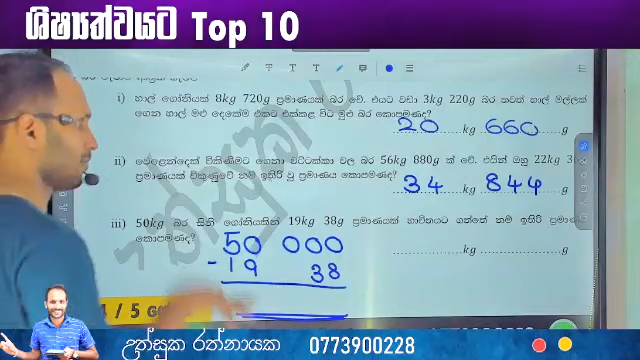 ශිෂ්‍යත්වයට Top 10
i) හාල් ගෝනියක් 8kg 720g ප්‍රමාණයක් බර වේ. එයට වඩා 3kg 220g බර තවත් හාල් මල්ලක්
ගෙන හාල් මළු දෙකේම එකට එක්කළ විට මුළු බර කොපමණද?
20 kg 660 g
ii) වෙළෙන්දෙක් විකිණීමට ගෙනා වට්ටක්කා වල බර 56kg 880g ක් වේ. එයින් ඔහු 22kg
ප්‍රමාණයක් විකුණුවේ නම් ඉතිරි වූ ප්‍රමාණය කොපමණද?
34 kg 844 g
iii) 50kg බර සීනි ගෝනියකින් 19kg 38g ප්‍රමාණයක් භාවිතයට ගත්තේ නම් ඉතිරි
කොපමණද?
kg g
50 000
- 19 38
/ 5
උත්සුක රත්නායක 0773900228